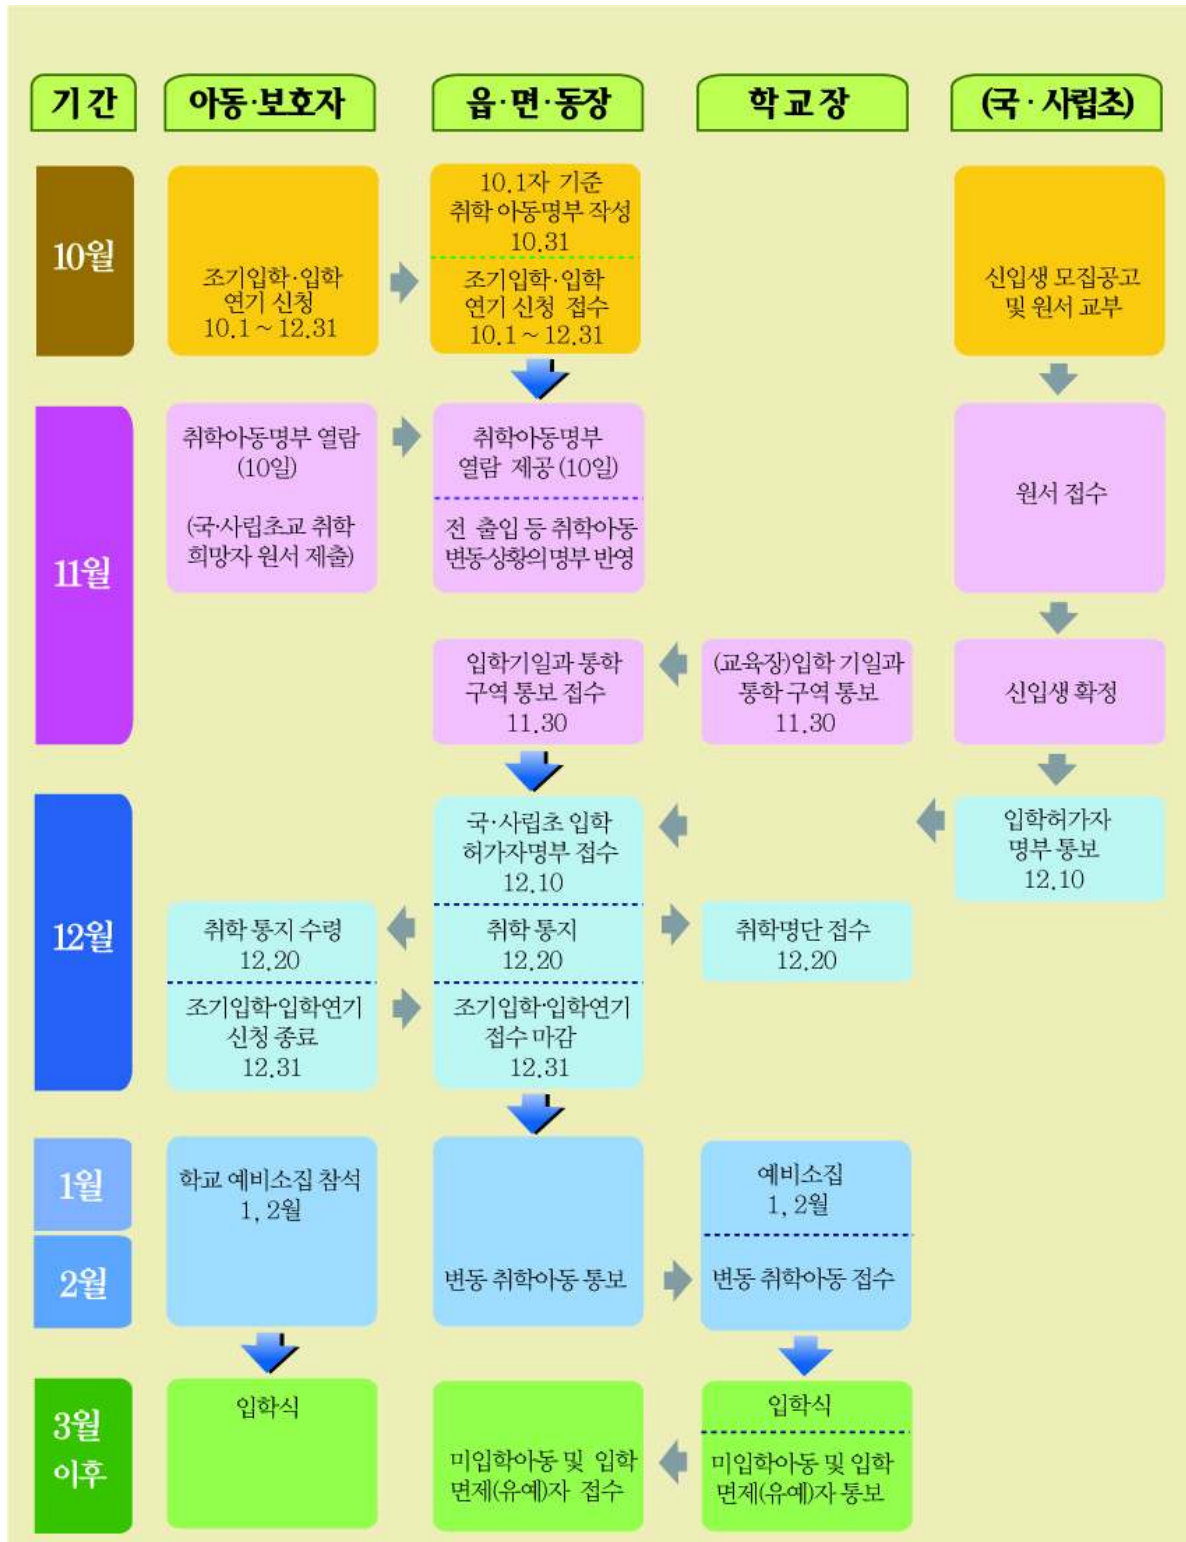 기 간
아동·보호자
읍·면·동장
학 교 장
(국·사립초)
10월
조기입학·입학
연기 신청
10.1 ~ 12.31
10.1자 기준
취학 아동명부 작성
10.31
조기입학·입학
연기 신청 접수
10.1 ~ 12.31
신입생 모집공고
및 원서 교부
11월
취학아동명부 열람
(10일)
(국·사립초교 취학
희망자 원서 제출)
취학아동명부
열람 제공 (10일)
전 출입 등 취학아동
변동상황의명부 반영
원서 접수
입학기일과 통학
구역 통보 접수
11.30
(교육장)입학 기일과
통학 구역 통보
11.30
신입생 확정
12월
국·사립초 입학
허가자명부 접수
12.10
입학허가자
명부 통보
12.10
취학 통지 수령
12.20
취학 통지
12.20
취학명단 접수
12.20
조기입학·입학연기
신청 종료
12.31
조기입학·입학연기
접수 마감
12.31
1월
학교 예비소집 참석
1, 2월
예비소집
1, 2월
2월
변동 취학아동 통보
변동 취학아동 접수
3월
이후
입학식
미입학아동 및 입학
면제(유예)자 접수
입학식
미입학아동 및 입학
면제(유예)자 통보